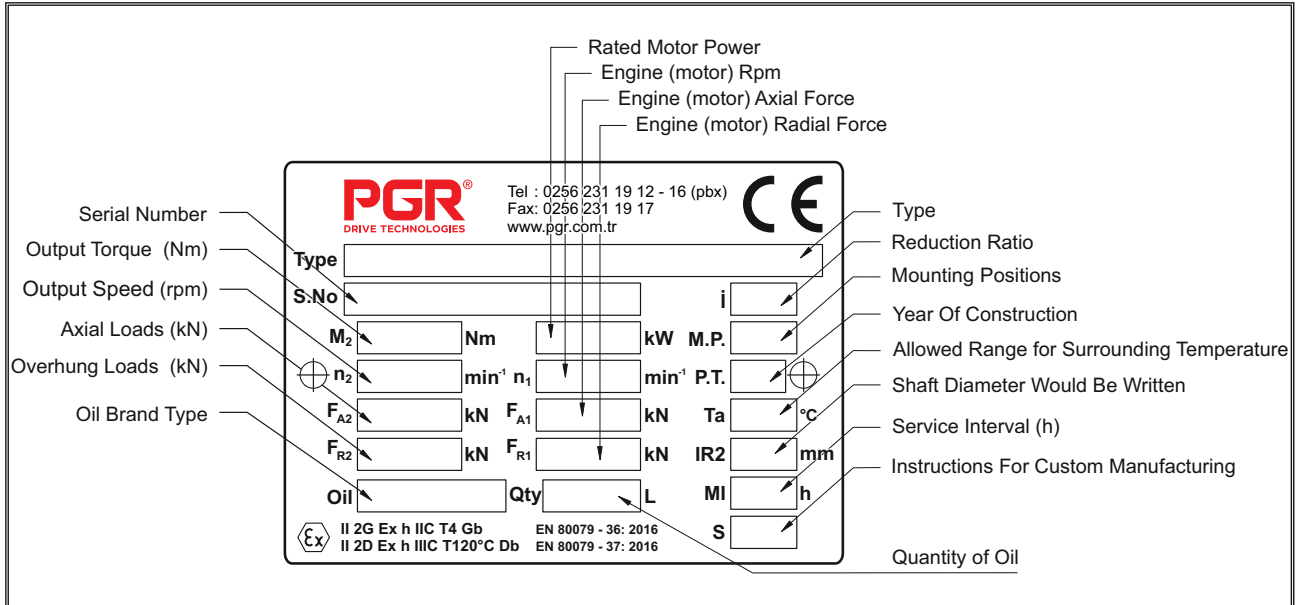 Rated Motor Power
Engine (motor) Rpm
Engine (motor) Axial Force
Engine (motor) Radial Force
Serial Number
Output Torque (Nm)
Output Speed (rpm)
Axial Loads (kN)
Overhung Loads (kN)
Oil Brand Type
PGR®
DRIVE TECHNOLOGIES
Tel : 0256 231 19 12 - 16 (pbx)
Fax: 0256 231 19 17
www.pgr.com.tr
CE
Type
S.No i
M₂ Nm kW M.P.
n₂ min⁻¹ n₁ min⁻¹ P.T.
F_A2 kN F_A1 kN Ta °C
F_R2 kN F_R1 kN IR2 mm
MI h
Oil Qty L
S
Ex II 2G Ex h IIC T4 Gb EN 80079 - 36: 2016
II 2D Ex h IIIC T120°C Db EN 80079 - 37: 2016
Type
Reduction Ratio
Mounting Positions
Year Of Construction
Allowed Range for Surrounding Temperature
Shaft Diameter Would Be Written
Service Interval (h)
Instructions For Custom Manufacturing
Quantity of Oil